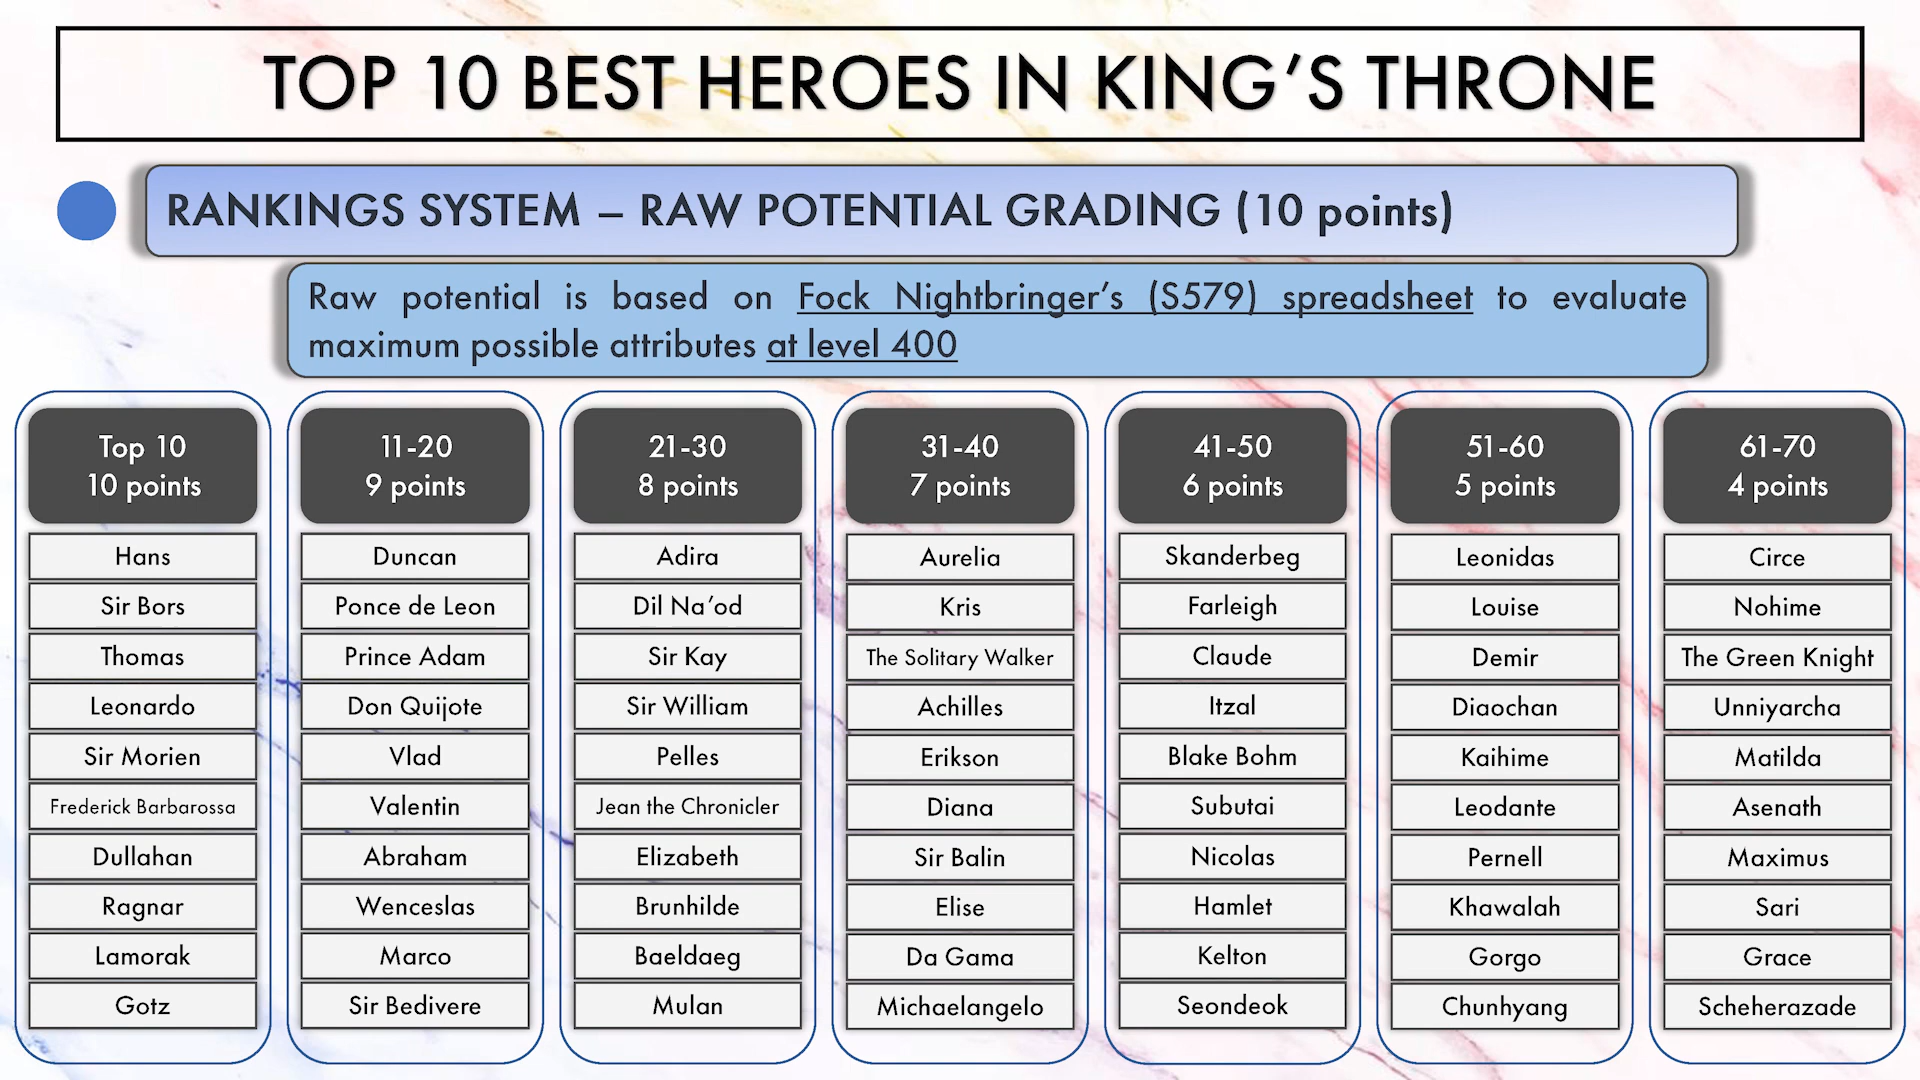 TOP 10 BEST HEROES IN KING’S THRONE
RANKINGS SYSTEM – RAW POTENTIAL GRADING (10 points)
Raw potential is based on Fock Nightbringer’s (S579) spreadsheet to evaluate
maximum possible attributes at level 400
Top 10
10 points
Hans
Sir Bors
Thomas
Leonardo
Sir Morien
Frederick Barbarossa
Dullahan
Ragnar
Lamorak
Gotz
11-20
9 points
Duncan
Ponce de Leon
Prince Adam
Don Quijote
Vlad
Valentin
Abraham
Wenceslas
Marco
Sir Bedivere
21-30
8 points
Adira
Dil Na’od
Sir Kay
Sir William
Pelles
Jean the Chronicler
Elizabeth
Brunhilde
Baeldaeg
Mulan
31-40
7 points
Aurelia
Kris
The Solitary Walker
Achilles
Erikson
Diana
Sir Balin
Elise
Da Gama
Michaelangelo
41-50
6 points
Skanderbeg
Farleigh
Claude
Itzal
Blake Bohm
Subutai
Nicolas
Hamlet
Kelton
Seondeok
51-60
5 points
Leonidas
Louise
Demir
Diaochan
Kaihime
Leodante
Pernell
Khawalah
Gorgo
Chunhyang
61-70
4 points
Circe
Nohime
The Green Knight
Unniyarcha
Matilda
Asenath
Maximus
Sari
Grace
Scheherazade